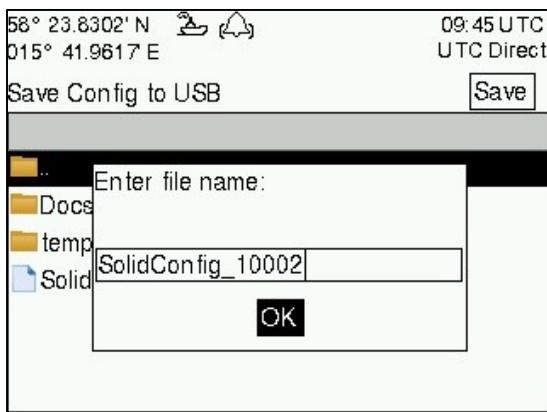 58° 23.8302' N
09:45 UTC
015° 41.9617' E
UTC Direct
Save Config to USB
Save
..
Enter file name:
Docs
temp
SolidConfig_10002
Solid
OK